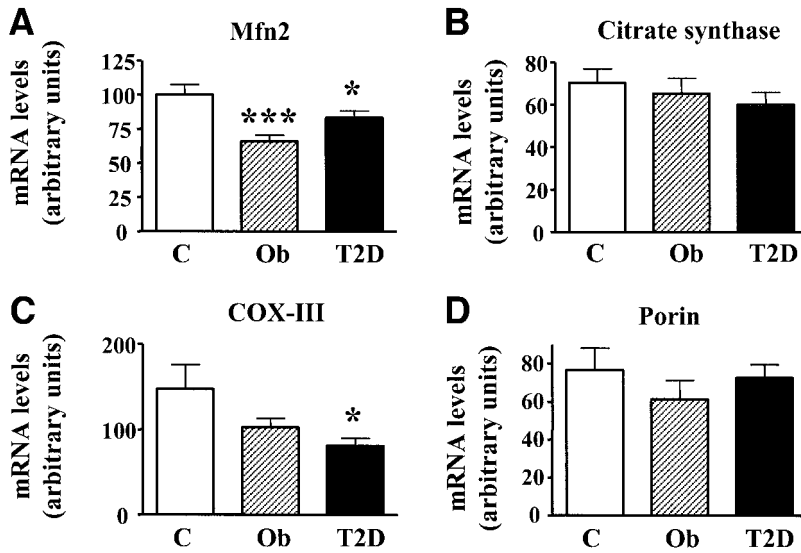 A
Mfn2
mRNA levels
(arbitrary units)
125
100
75
50
25
0
***
*
C Ob T2D
B
Citrate synthase
mRNA levels
(arbitrary units)
80
60
40
20
0
C Ob T2D
C
COX-III
mRNA levels
(arbitrary units)
200
100
0
*
C Ob T2D
D
Porin
mRNA levels
(arbitrary units)
80
60
40
20
0
C Ob T2D